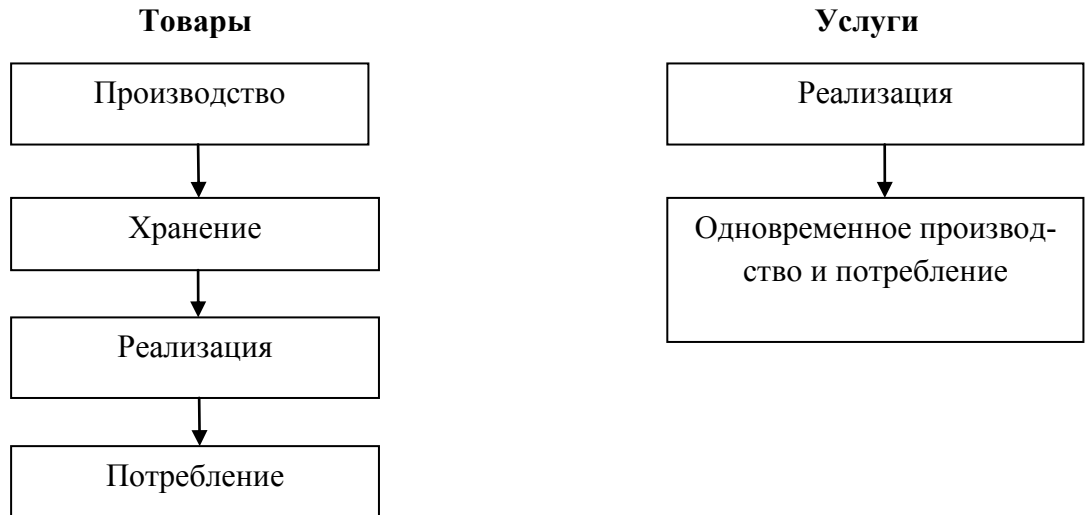 Товары
Производство
Хранение
Реализация
Потребление
Услуги
Реализация
Одновременное производ-
ство и потребление